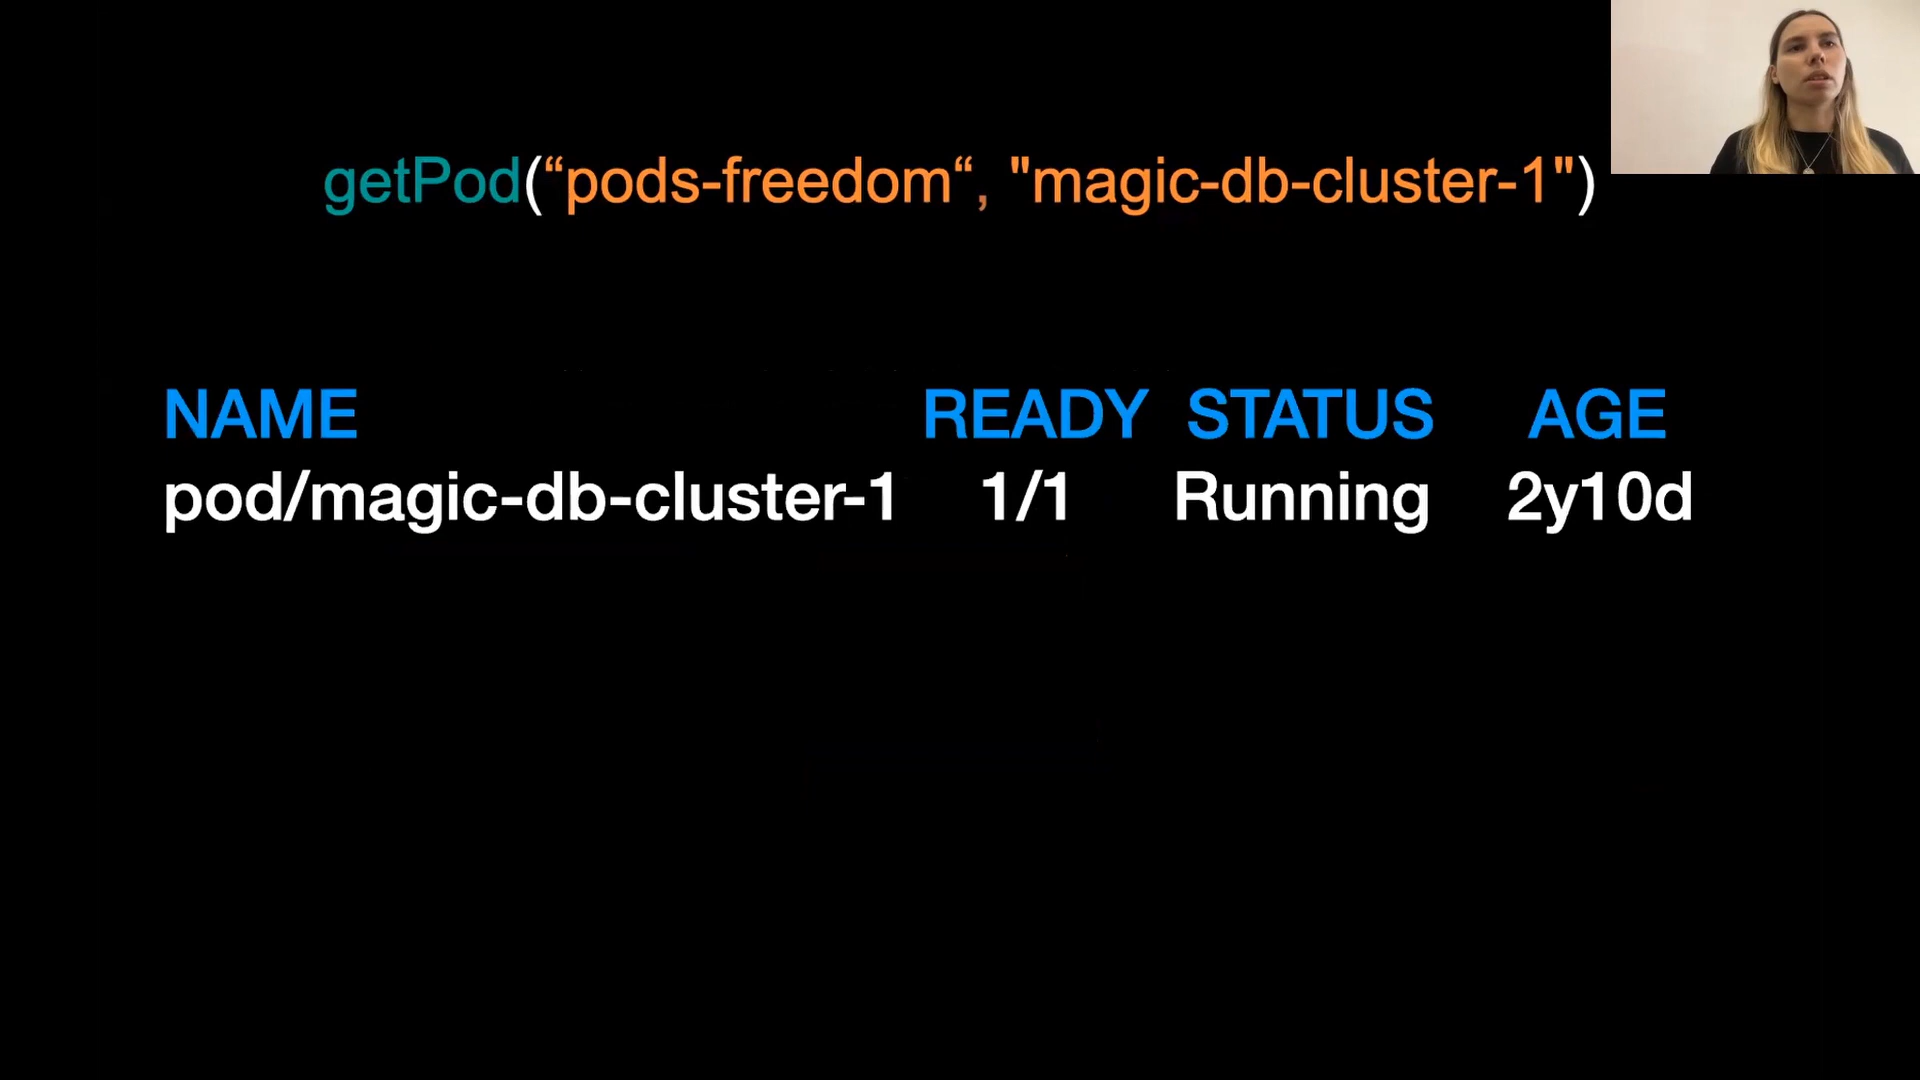 getPod(“pods-freedom“, "magic-db-cluster-1")
NAME READY STATUS AGE
pod/magic-db-cluster-1 1/1 Running 2y10d